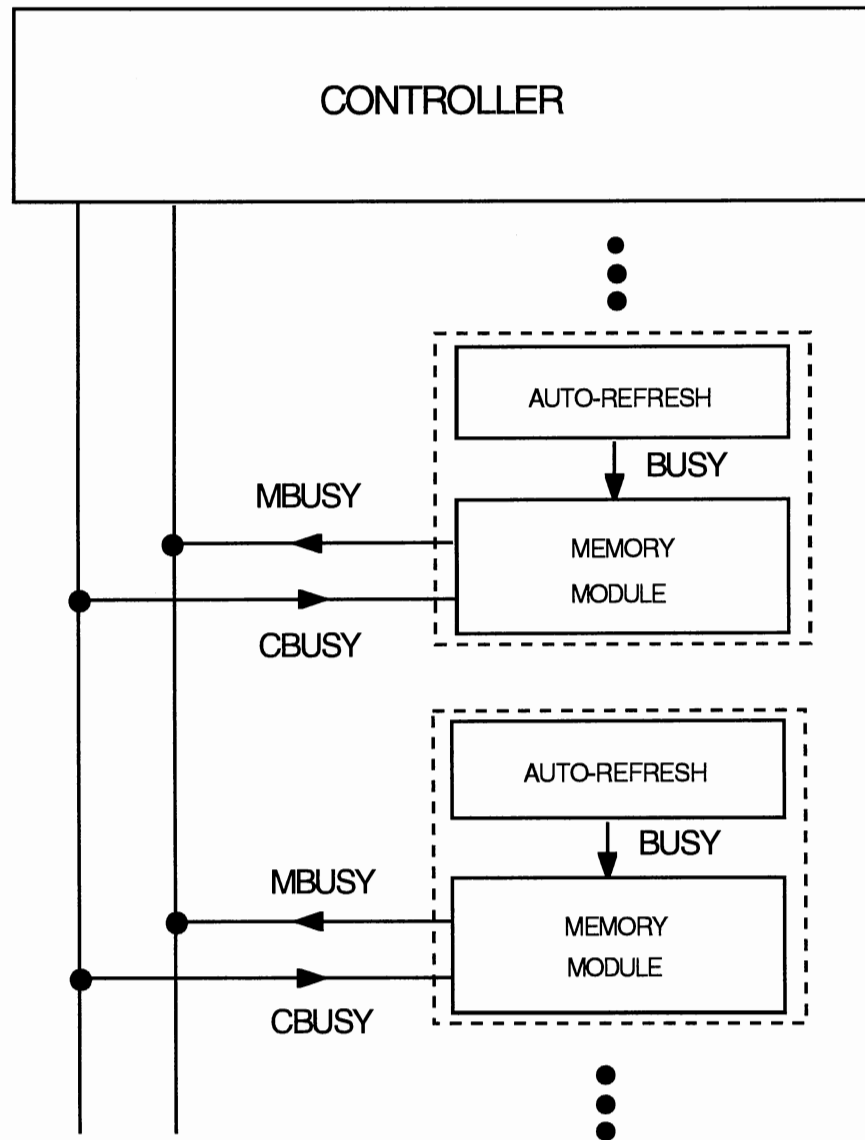 CONTROLLER
AUTO-REFRESH
BUSY
MBUSY
MEMORY
MODULE
CBUSY
AUTO-REFRESH
BUSY
MBUSY
MEMORY
MODULE
CBUSY